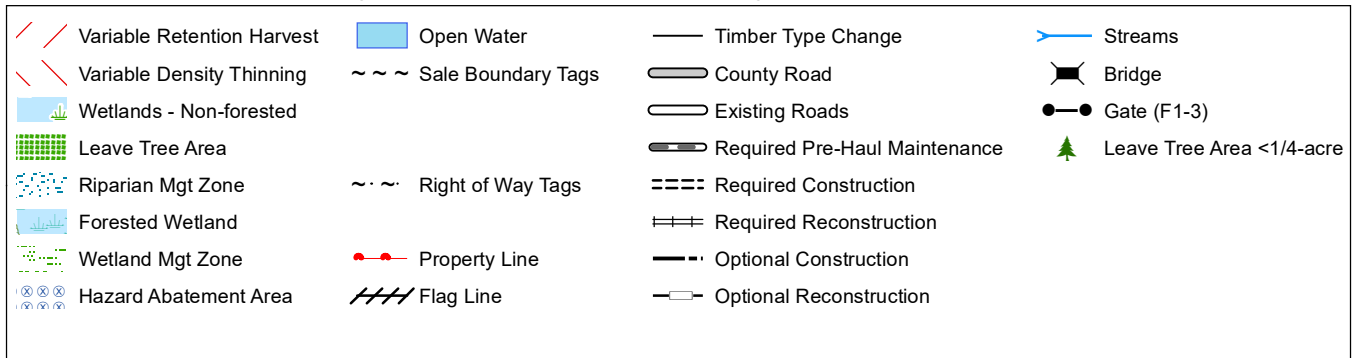 Variable Retention Harvest
Variable Density Thinning
Wetlands - Non-forested
Leave Tree Area
Riparian Mgt Zone
Forested Wetland
Wetland Mgt Zone
Hazard Abatement Area
Open Water
Sale Boundary Tags
Right of Way Tags
Property Line
Flag Line
Timber Type Change
County Road
Existing Roads
Required Pre-Haul Maintenance
Required Construction
Required Reconstruction
Optional Construction
Optional Reconstruction
Streams
Bridge
Gate (F1-3)
Leave Tree Area <1/4-acre